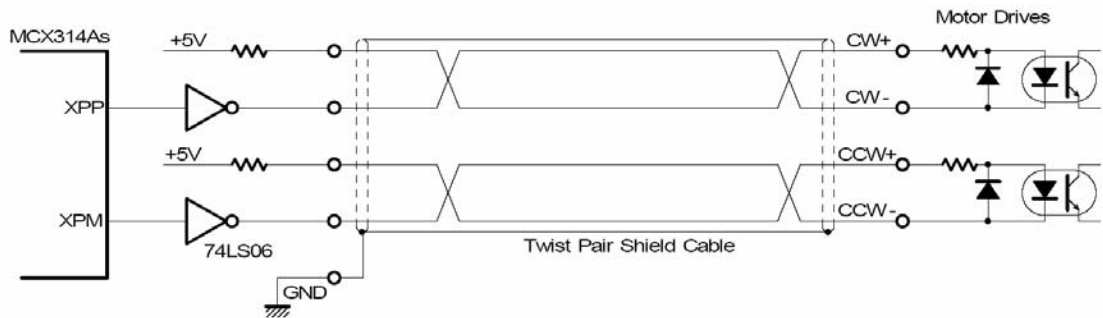 Motor Drives
MCX314As
+5V
CW+
XPP
CW-
+5V
CCW+
XPM
CCW-
74LS06
Twist Pair Shield Cable
GND